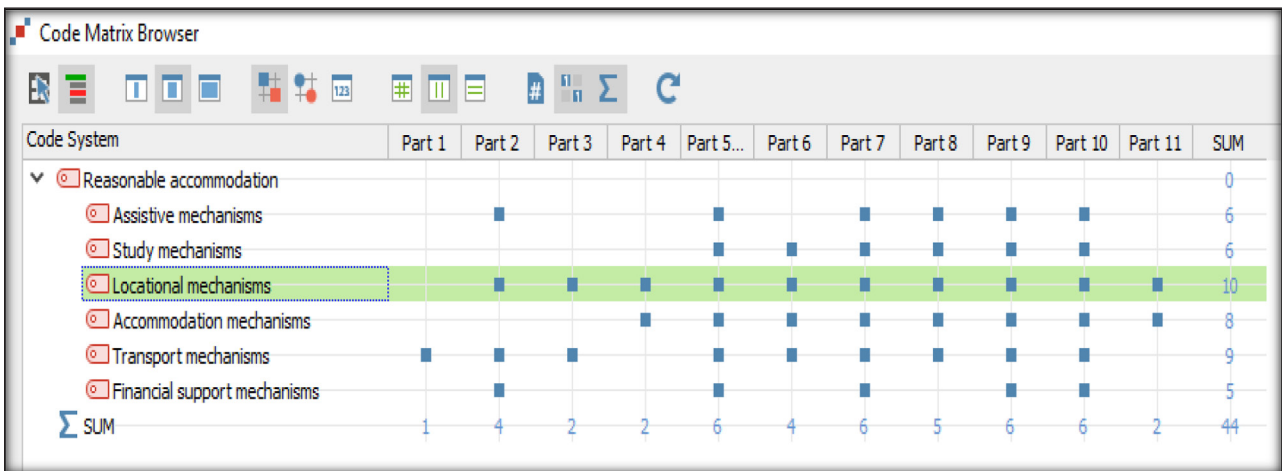 Code Matrix Browser
123
Code System Part 1 Part 2 Part 3 Part 4 Part 5... Part 6 Part 7 Part 8 Part 9 Part 10 Part 11 SUM
Reasonable accommodation 0
Assistive mechanisms 6
Study mechanisms 6
Locational mechanisms 10
Accommodation mechanisms 8
Transport mechanisms 9
Financial support mechanisms 5
Σ SUM 1 4 2 2 6 4 6 5 6 6 2 44